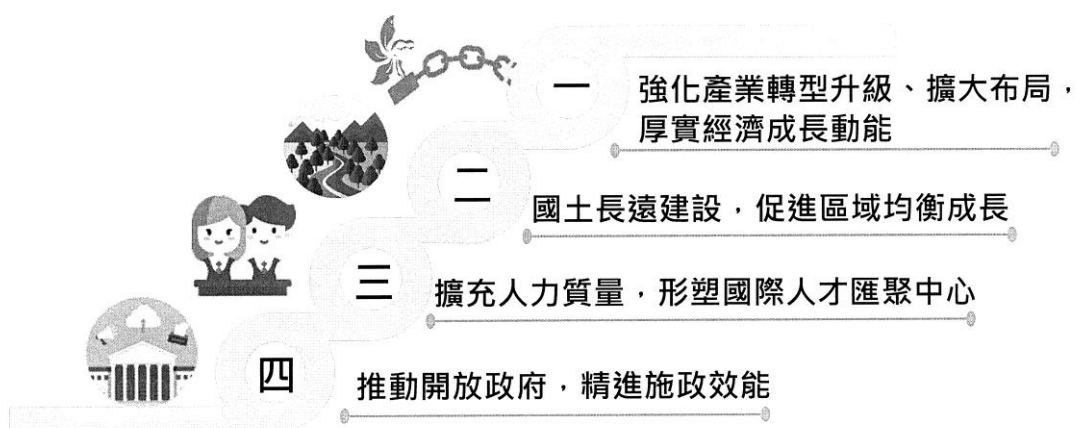 一
強化產業轉型升級、擴大布局，
厚實經濟成長動能
二
國土長遠建設，促進區域均衡成長
三
擴充人力質量，形塑國際人才匯聚中心
四
推動開放政府，精進施政效能